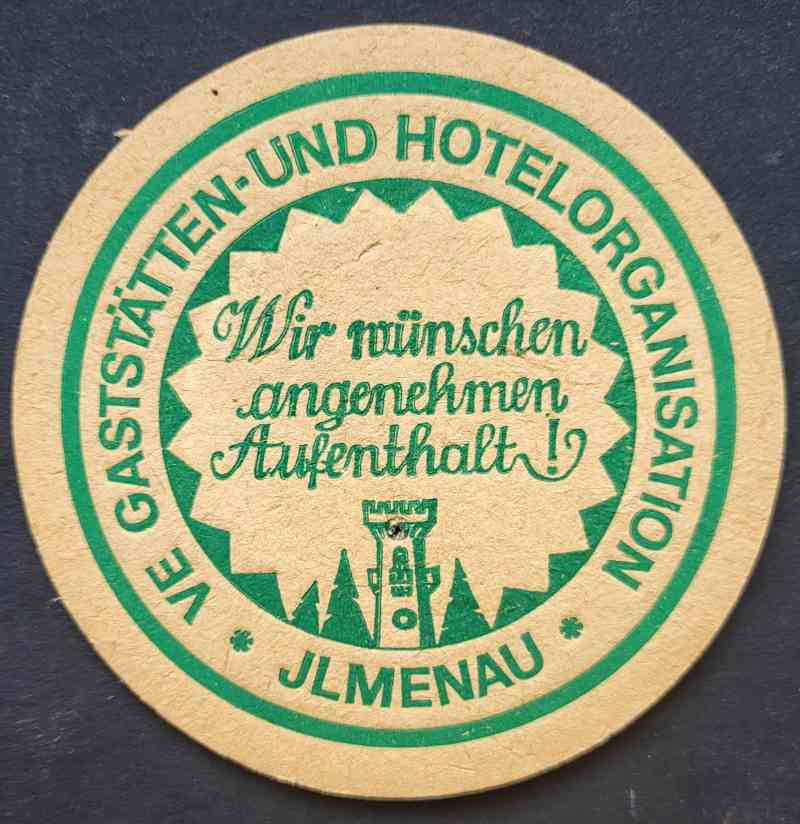 VE GASTSTÄTTEN-UND HOTELORGANISATION
Wir wünschen
angenehmen
Aufenthalt!
* JLMENAU *